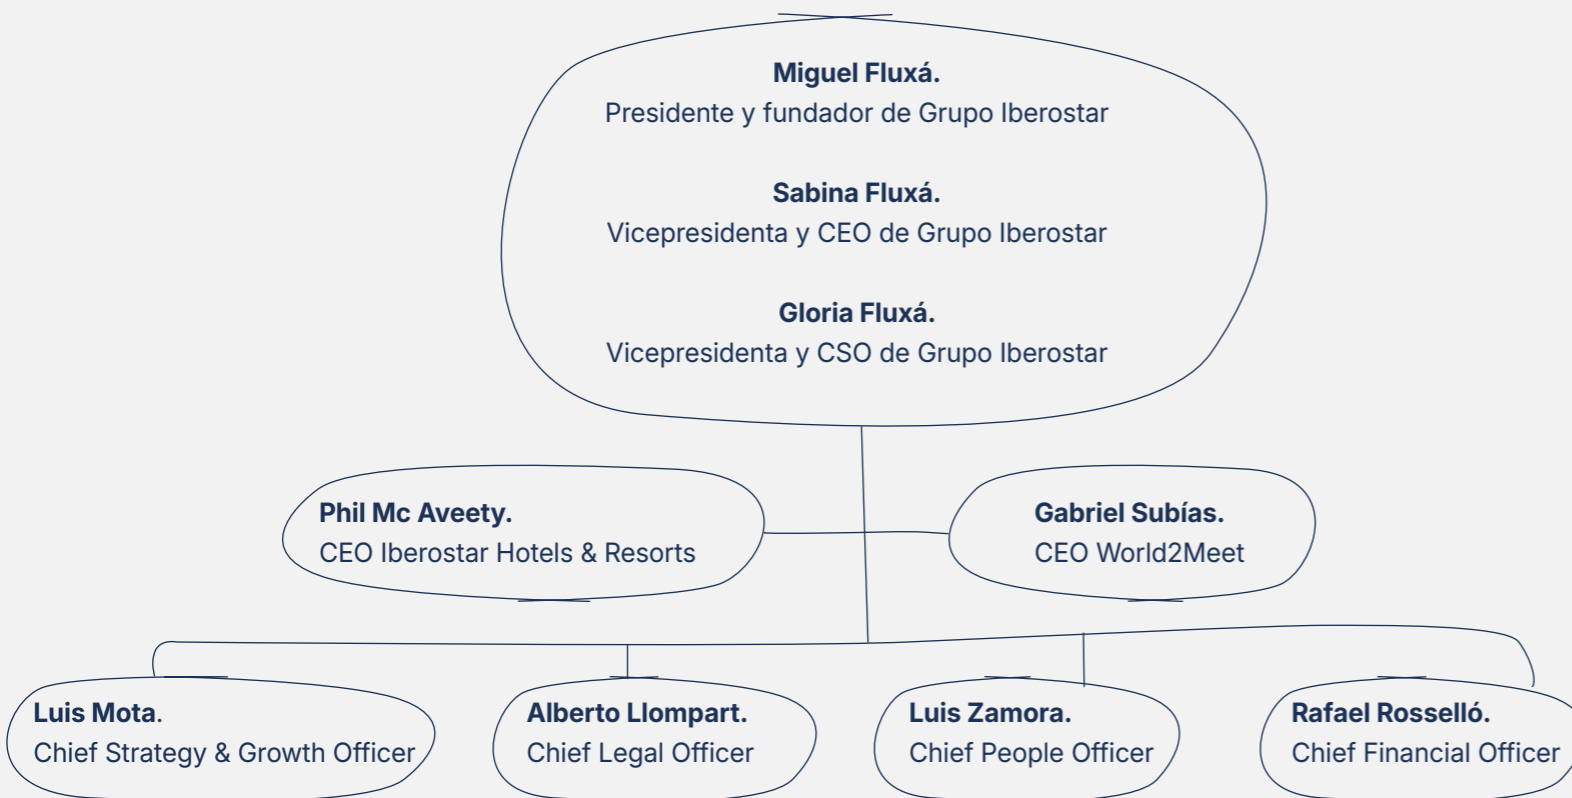 Miguel Fluxá.
Presidente y fundador de Grupo Iberostar
Sabina Fluxá.
Vicepresidenta y CEO de Grupo Iberostar
Gloria Fluxá.
Vicepresidenta y CSO de Grupo Iberostar
Phil Mc Aveety.
CEO Iberostar Hotels & Resorts
Gabriel Subías.
CEO World2Meet
Luis Mota.
Chief Strategy & Growth Officer
Alberto Llompart.
Chief Legal Officer
Luis Zamora.
Chief People Officer
Rafael Rosselló.
Chief Financial Officer